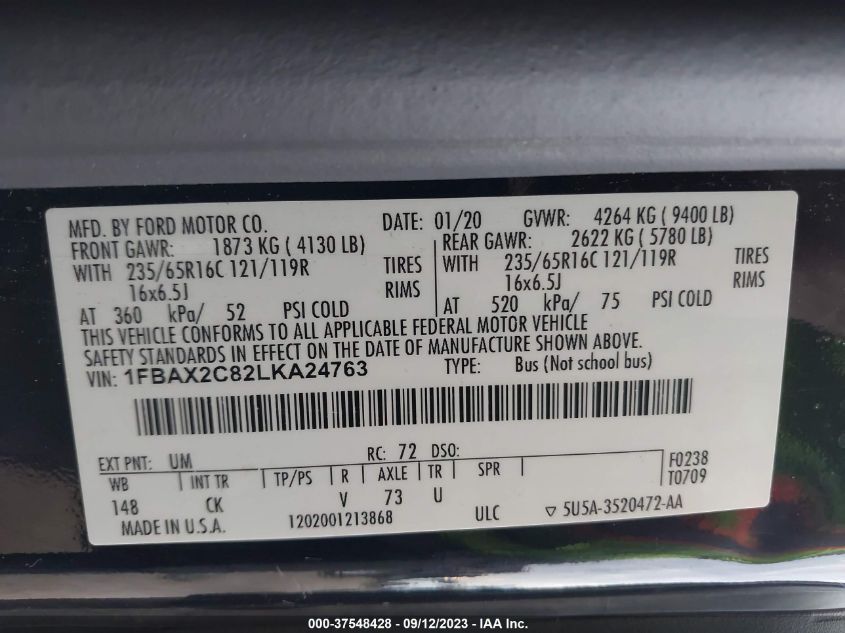 MFD. BY FORD MOTOR CO. DATE: 01/20 GVWR: 4264 KG ( 9400 LB)
FRONT GAWR: 1873 KG ( 4130 LB) REAR GAWR: 2622 KG ( 5780 LB)
WITH 235/65R16C 121/119R TIRES WITH 235/65R16C 121/119R TIRES
16x6.5J RIMS 16x6.5J RIMS
AT 360 kPa/ 52 PSI COLD AT 520 kPa/ 75 PSI COLD
THIS VEHICLE CONFORMS TO ALL APPLICABLE FEDERAL MOTOR VEHICLE
SAFETY STANDARDS IN EFFECT ON THE DATE OF MANUFACTURE SHOWN ABOVE.
VIN: 1FBAX2C82LKA24763 TYPE: Bus (Not school bus)
EXT PNT: UM RC: 72 DSO: F0238
WB INT TR TP/PS R AXLE TR SPR T0709
148 CK V 73 U
MADE IN U.S.A. 1202001213868 ULC ▽ 5U5A-3520472-AA
000-37548428 - 09/12/2023 - IAA Inc.